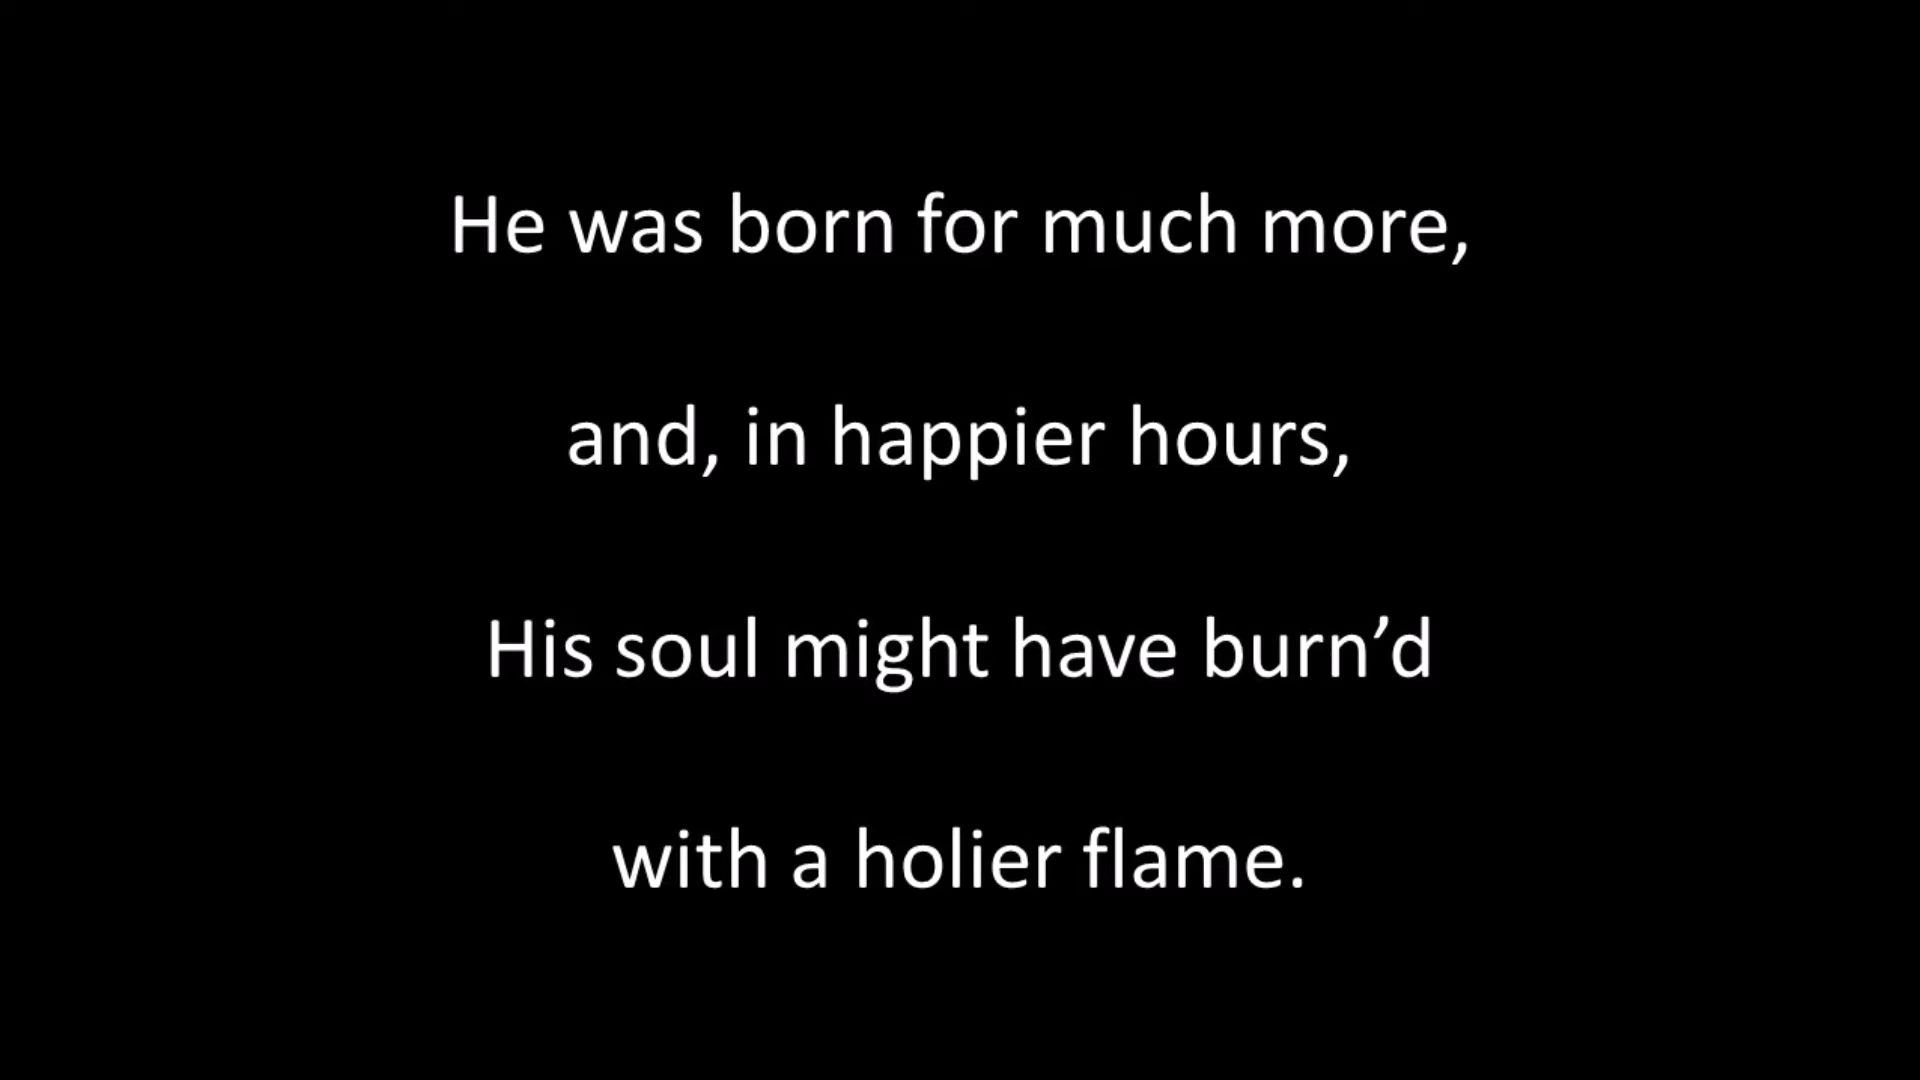 He was born for much more,
and, in happier hours,
His soul might have burn’d
with a holier flame.